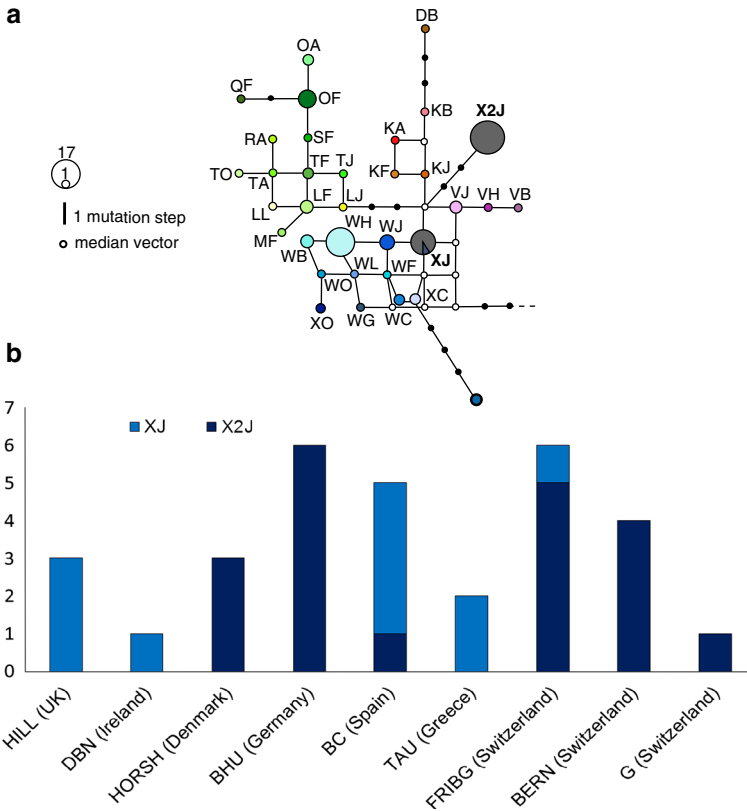 a
DB
OA
QF
OF
KB
X2J
RA
SF
KA
17
1
TO
TA
TF
TJ
KF
KJ
LL
LF
LJ
VJ
VH
VB
1 mutation step
median vector
MF
WH
WJ
WB
XJ
WL
WF
WO
XC
XO
WG
WC
b
7
XJ
X2J
6
5
4
3
2
1
0
HILL (UK)
DBN (Ireland)
HORSH (Denmark)
BHU (Germany)
BC (Spain)
TAU (Greece)
FRIBG (Switzerland)
BERN (Switzerland)
G (Switzerland)